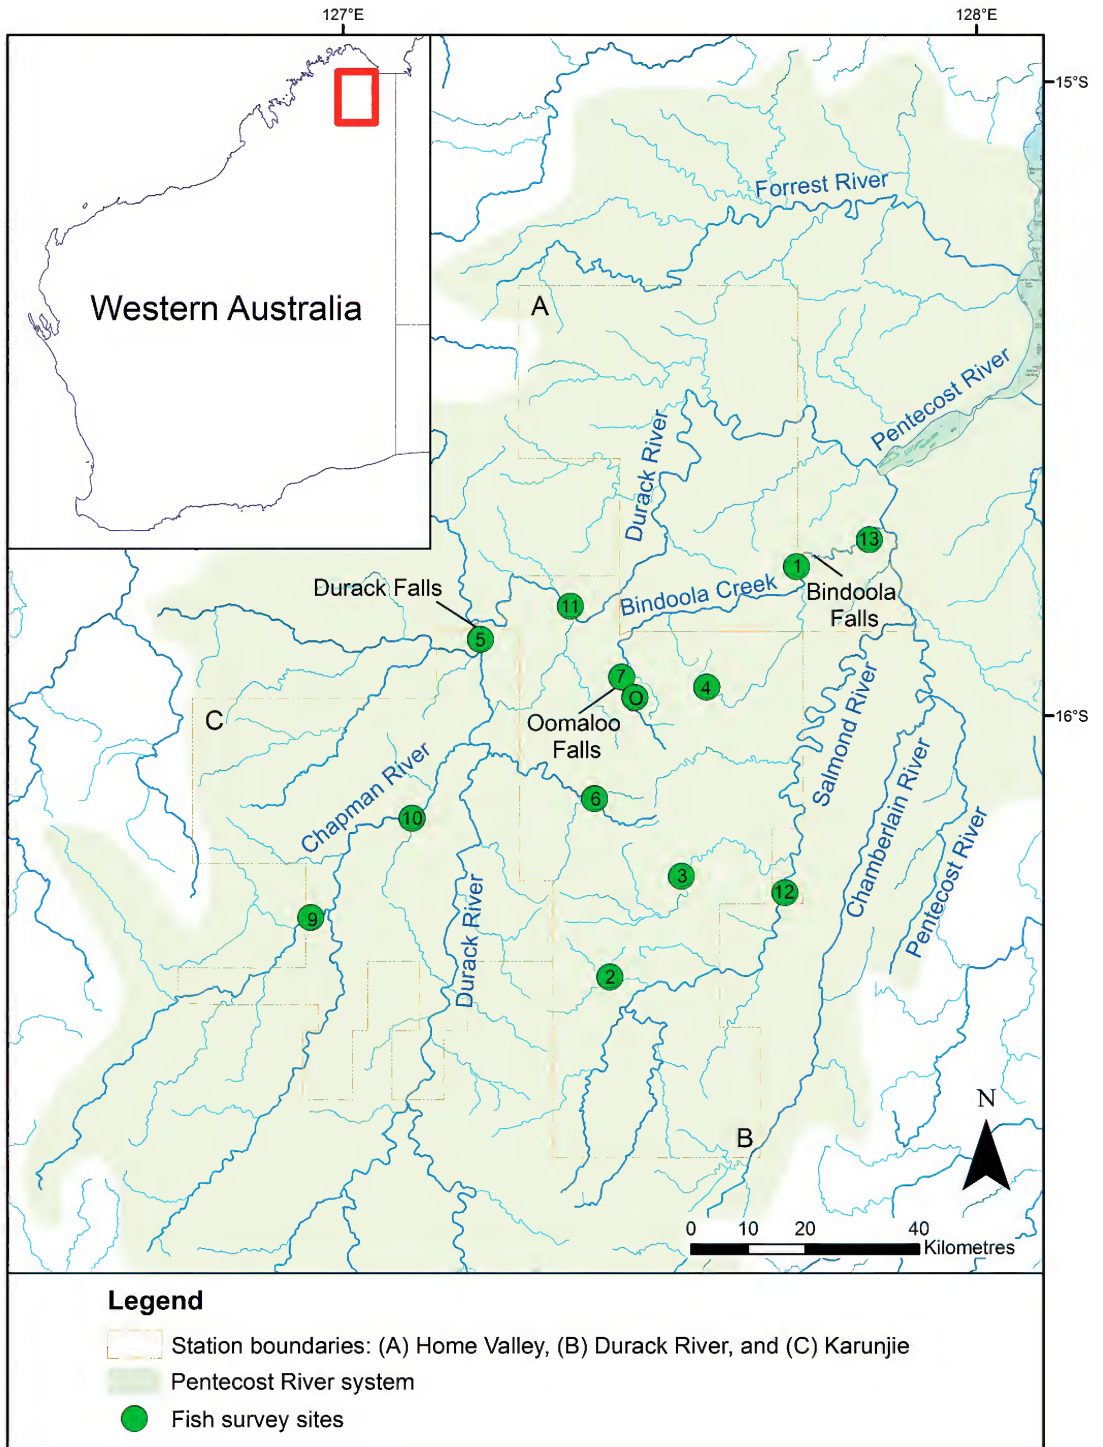 127°E
128°E
15°S
Forrest River
Western Australia
A
Pentecost River
Durack River
13
1
Durack Falls
Bindoola Creek
Bindoola
Falls
11
5
7
4
O
16°S
C
Oomaloo
Falls
Salmond River
Chapman River
6
10
Chamberlain River
Pentecost River
3
12
9
Durack River
2
N
B
0 10 20 40
Kilometres
Legend
Station boundaries: (A) Home Valley, (B) Durack River, and (C) Karunjie
Pentecost River system
Fish survey sites